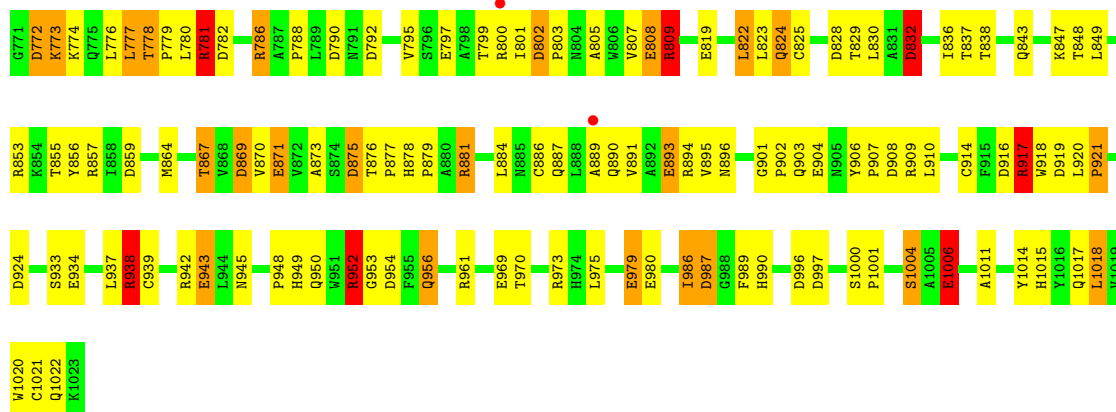 G771 D772 K773 K774 Q775 L776 L777 T778 P779 L780 R781 D782 R786 A787 P788 L789 D790 N791 D792 V795 S796 E797 A798 T799 R800 I801 D802 P803 N804 A805 W806 V807 E808 R809 E819 L822 L823 Q824 C825 D828 T829 L830 A831 D832 I836 T837 T838 Q843 K847 T848 L849
R853 K854 T855 Y856 R857 I858 D859 M864 T867 V868 D869 V870 E871 V872 A873 S874 D875 T876 P877 H878 P879 A880 R881 L884 N885 C886 Q887 L888 A889 Q890 V891 A892 E893 R894 V895 N896 G901 P902 Q903 E904 N905 Y906 P907 D908 R909 L910 C914 F915 D916 R917 W918 D919 L920 P921
D924 S933 E934 L937 R938 C939 R942 E943 L944 N945 P948 H949 Q950 W951 R952 G953 D954 F955 Q956 R961 E969 T970 R973 H974 L975 E979 E980 I986 D987 G988 F989 H990 D996 D997 S1000 P1001 S1004 A1005 E1006 A1011 Y1014 H1015 Y1016 Q1017 L1018 V1019
W1020 C1021 Q1022 K1023